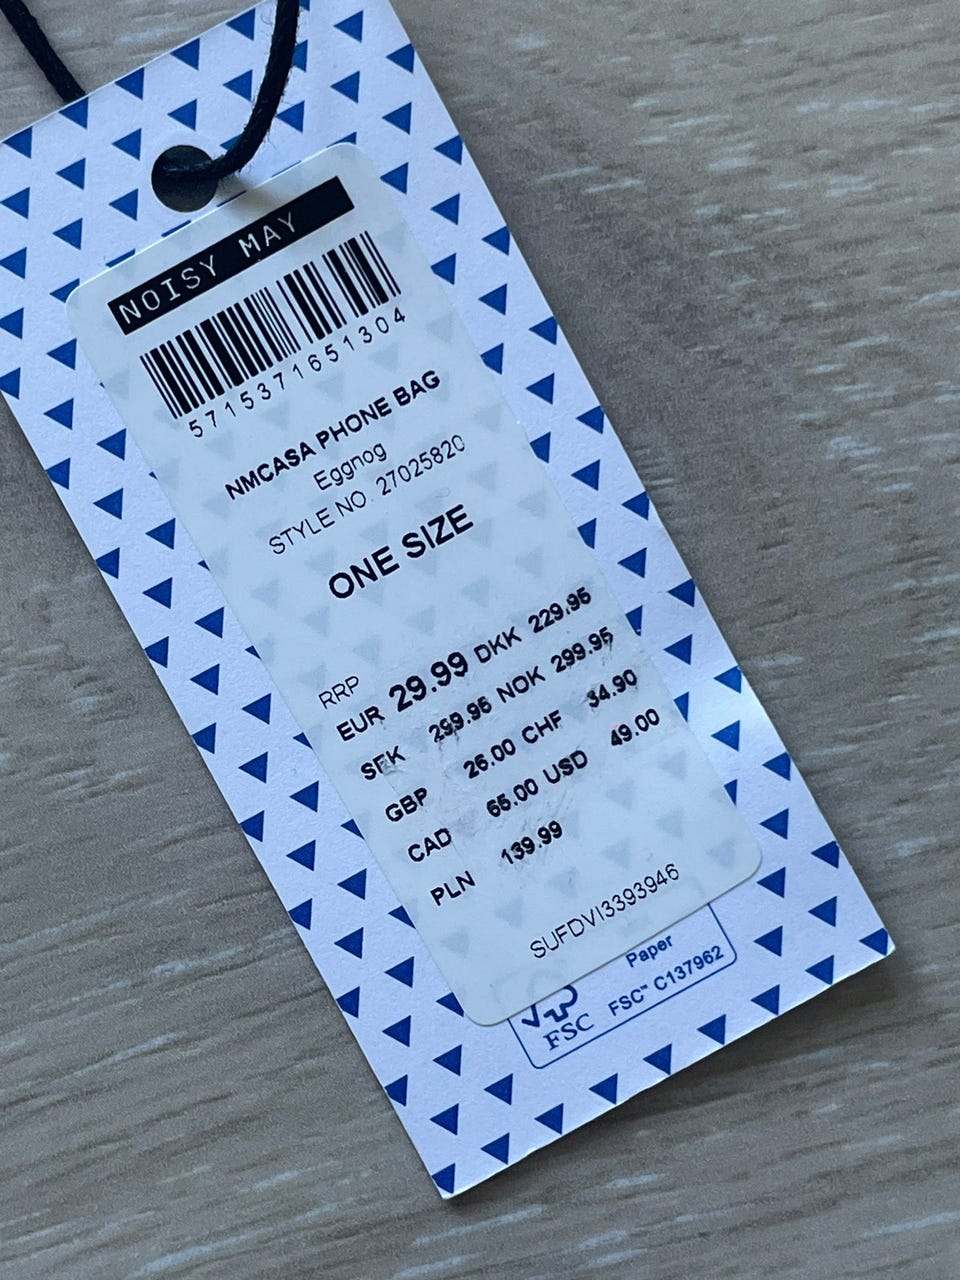 NOISY MAY
5715371651304
NMCASA PHONE BAG
Eggnog
STYLE NO. 27025820
ONE SIZE
RRP
EUR 29.99 DKK 229.95
SEK 299.95 NOK 299.95
GBP 26.00 CHF 34.90
CAD 65.00 USD 49.00
PLN 139.99
SUFDVI3393946
Paper
FSC FSC™ C137962